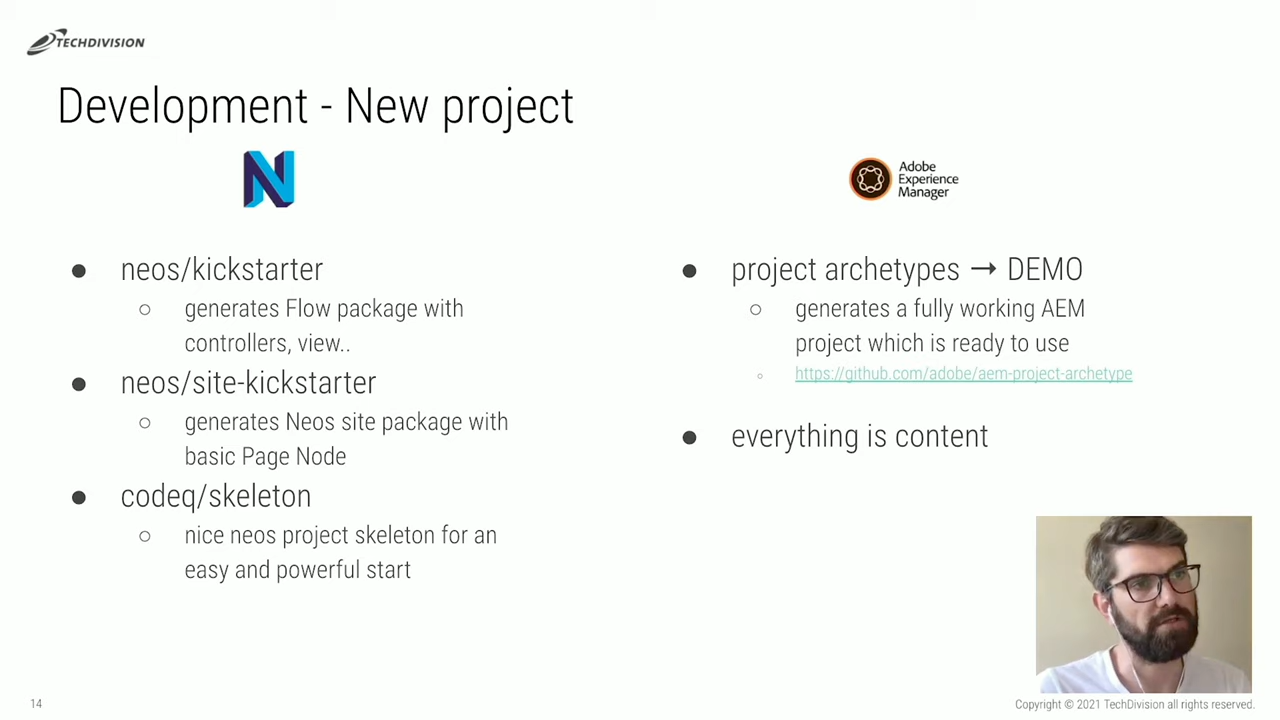 TECHDIVISION
Development - New project
Adobe
Experience
Manager
● neos/kickstarter
○ generates Flow package with
controllers, view..
● neos/site-kickstarter
○ generates Neos site package with
basic Page Node
● codeq/skeleton
○ nice neos project skeleton for an
easy and powerful start
● project archetypes → DEMO
○ generates a fully working AEM
project which is ready to use
○ https://github.com/adobe/aem-project-archetype
● everything is content
14
Copyright © 2021 TechDivision all rights reserved.